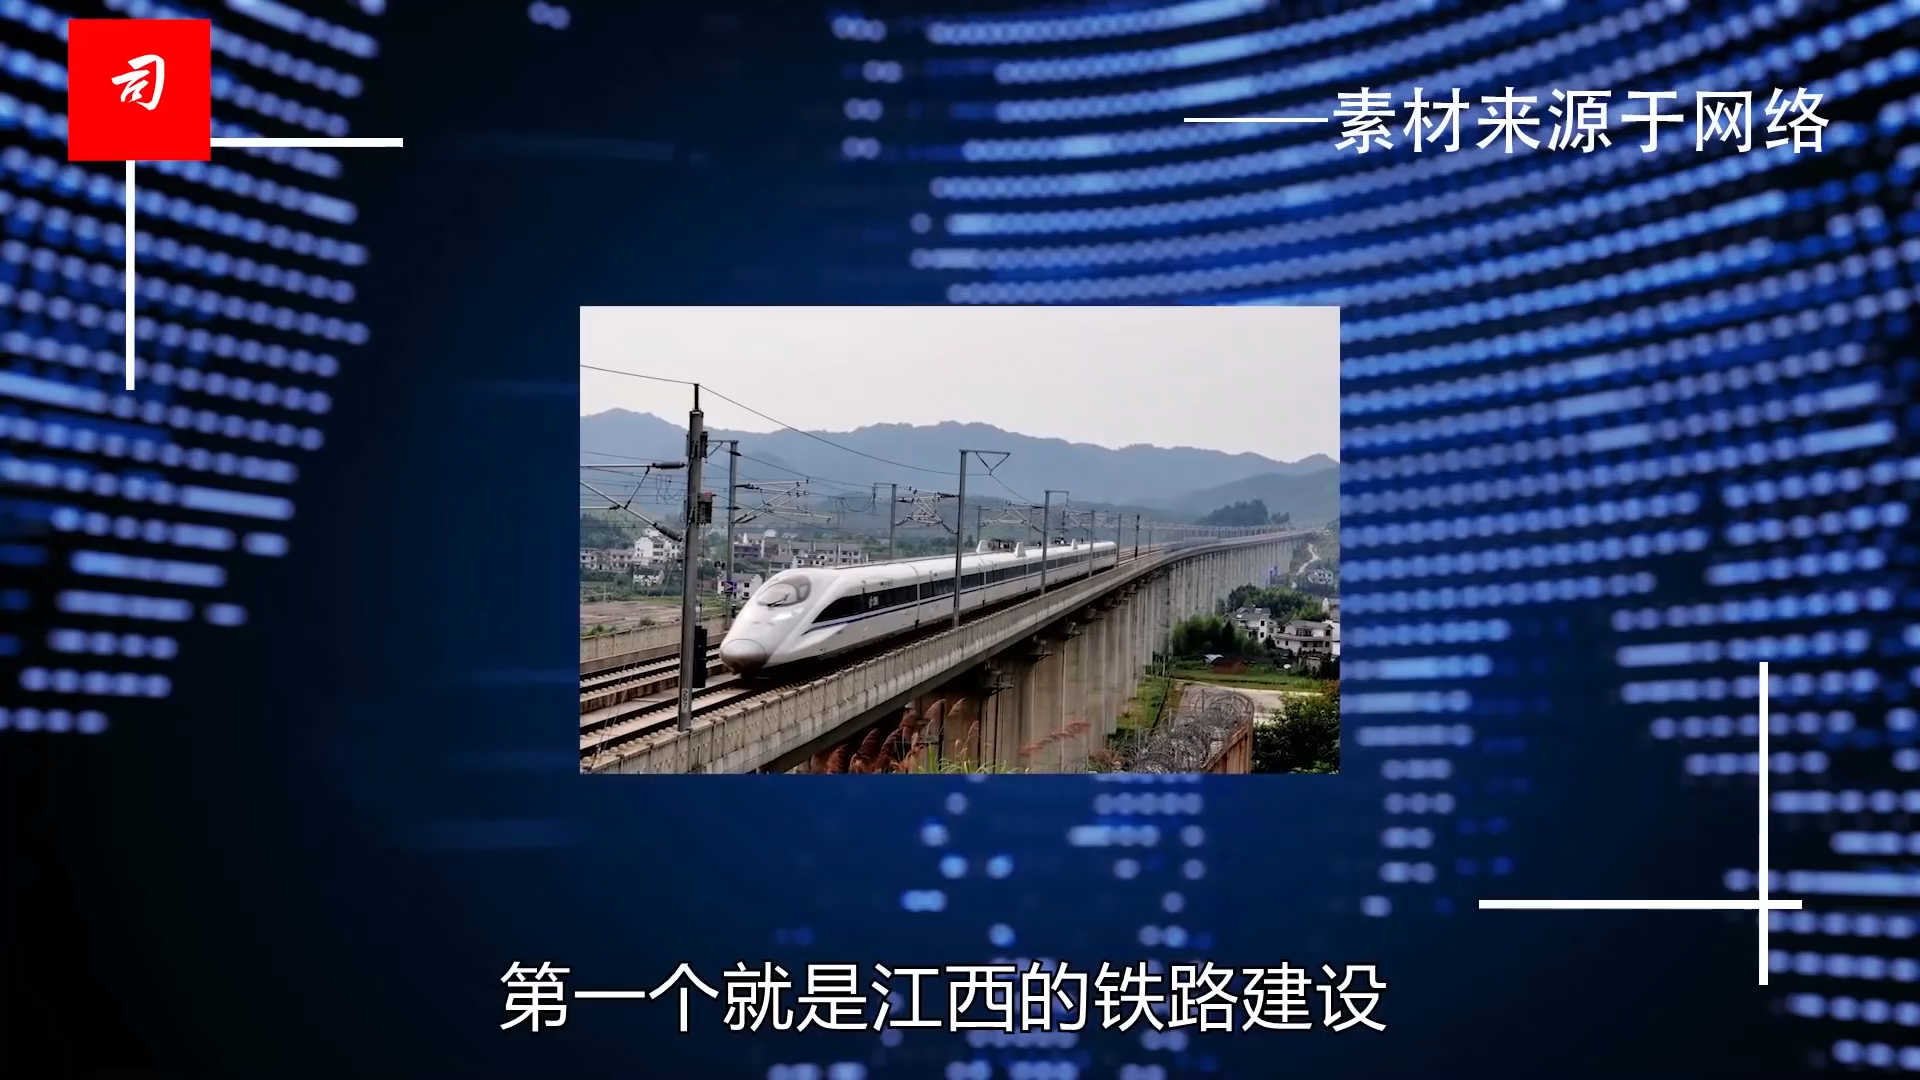 司
——素材来源于网络
第一个就是江西的铁路建设